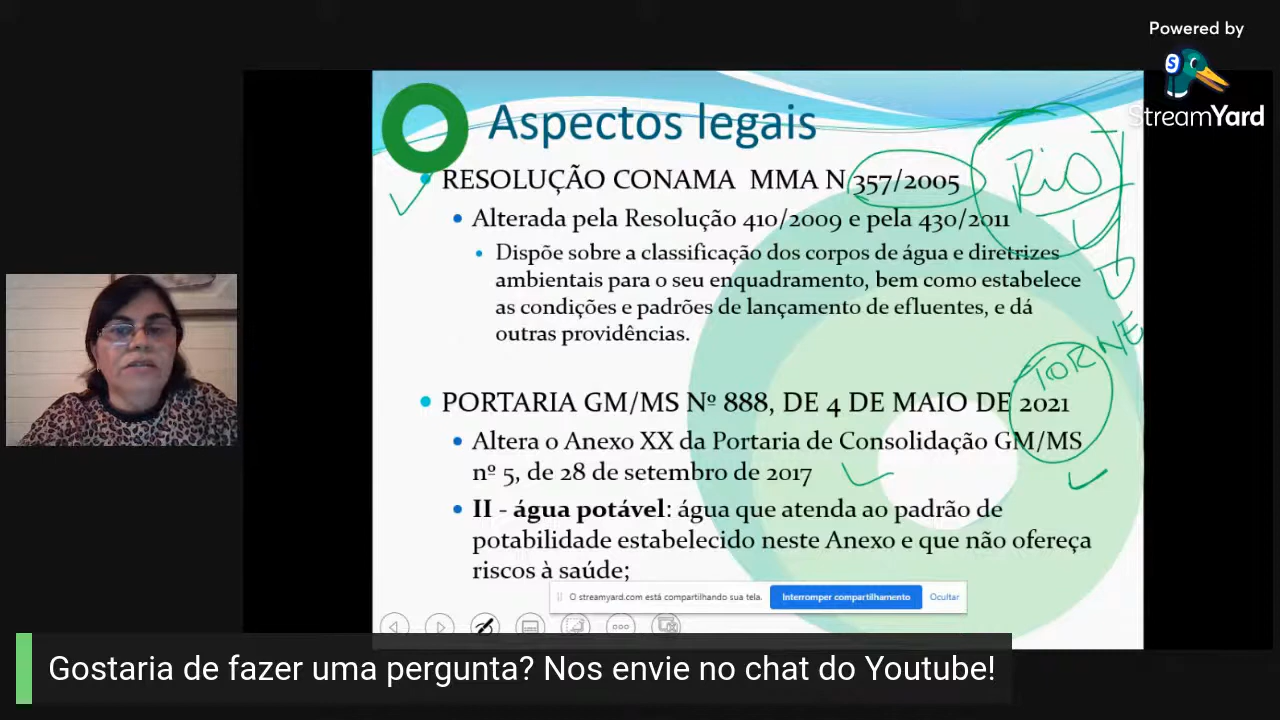 Powered by
StreamYard
Aspectos legais
RESOLUÇÃO CONAMA MMA N 357/2005
RiO
Alterada pela Resolução 410/2009 e pela 430/2011
Dispõe sobre a classificação dos corpos de água e diretrizes
ambientais para o seu enquadramento, bem como estabelece
as condições e padrões de lançamento de efluentes, e dá
outras providências.
TORNE
PORTARIA GM/MS Nº 888, DE 4 DE MAIO DE 2021
Altera o Anexo XX da Portaria de Consolidação GM/MS
nº 5, de 28 de setembro de 2017
II - água potável: água que atenda ao padrão de
potabilidade estabelecido neste Anexo e que não ofereça
riscos à saúde;
O streamyard.com está compartilhando sua tela. Interromper compartilhamento Ocultar
Gostaria de fazer uma pergunta? Nos envie no chat do Youtube!